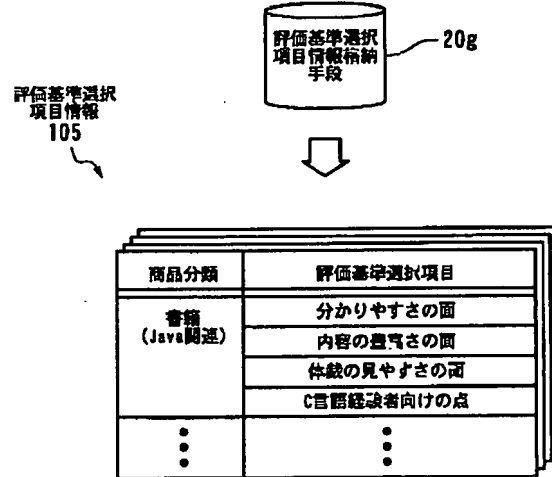 評価基準選択
項目情報格納
手段
20g
評価基準選択
項目情報
105
商品分類
評価基準選択項目
書籍
(Java関連)
分かりやすさの面
内容の豊富さの面
体裁の見やすさの面
C言語経験者向けの点